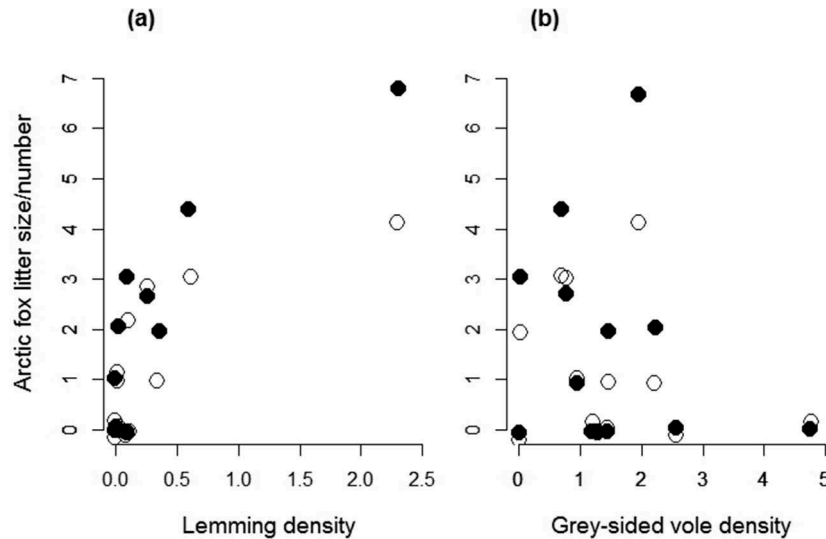 (a)
(b)
Arctic fox litter size/number
7
6
5
4
3
2
1
0
0.0 0.5 1.0 1.5 2.0 2.5
Lemming density
7
6
5
4
3
2
1
0
0 1 2 3 4 5
Grey-sided vole density